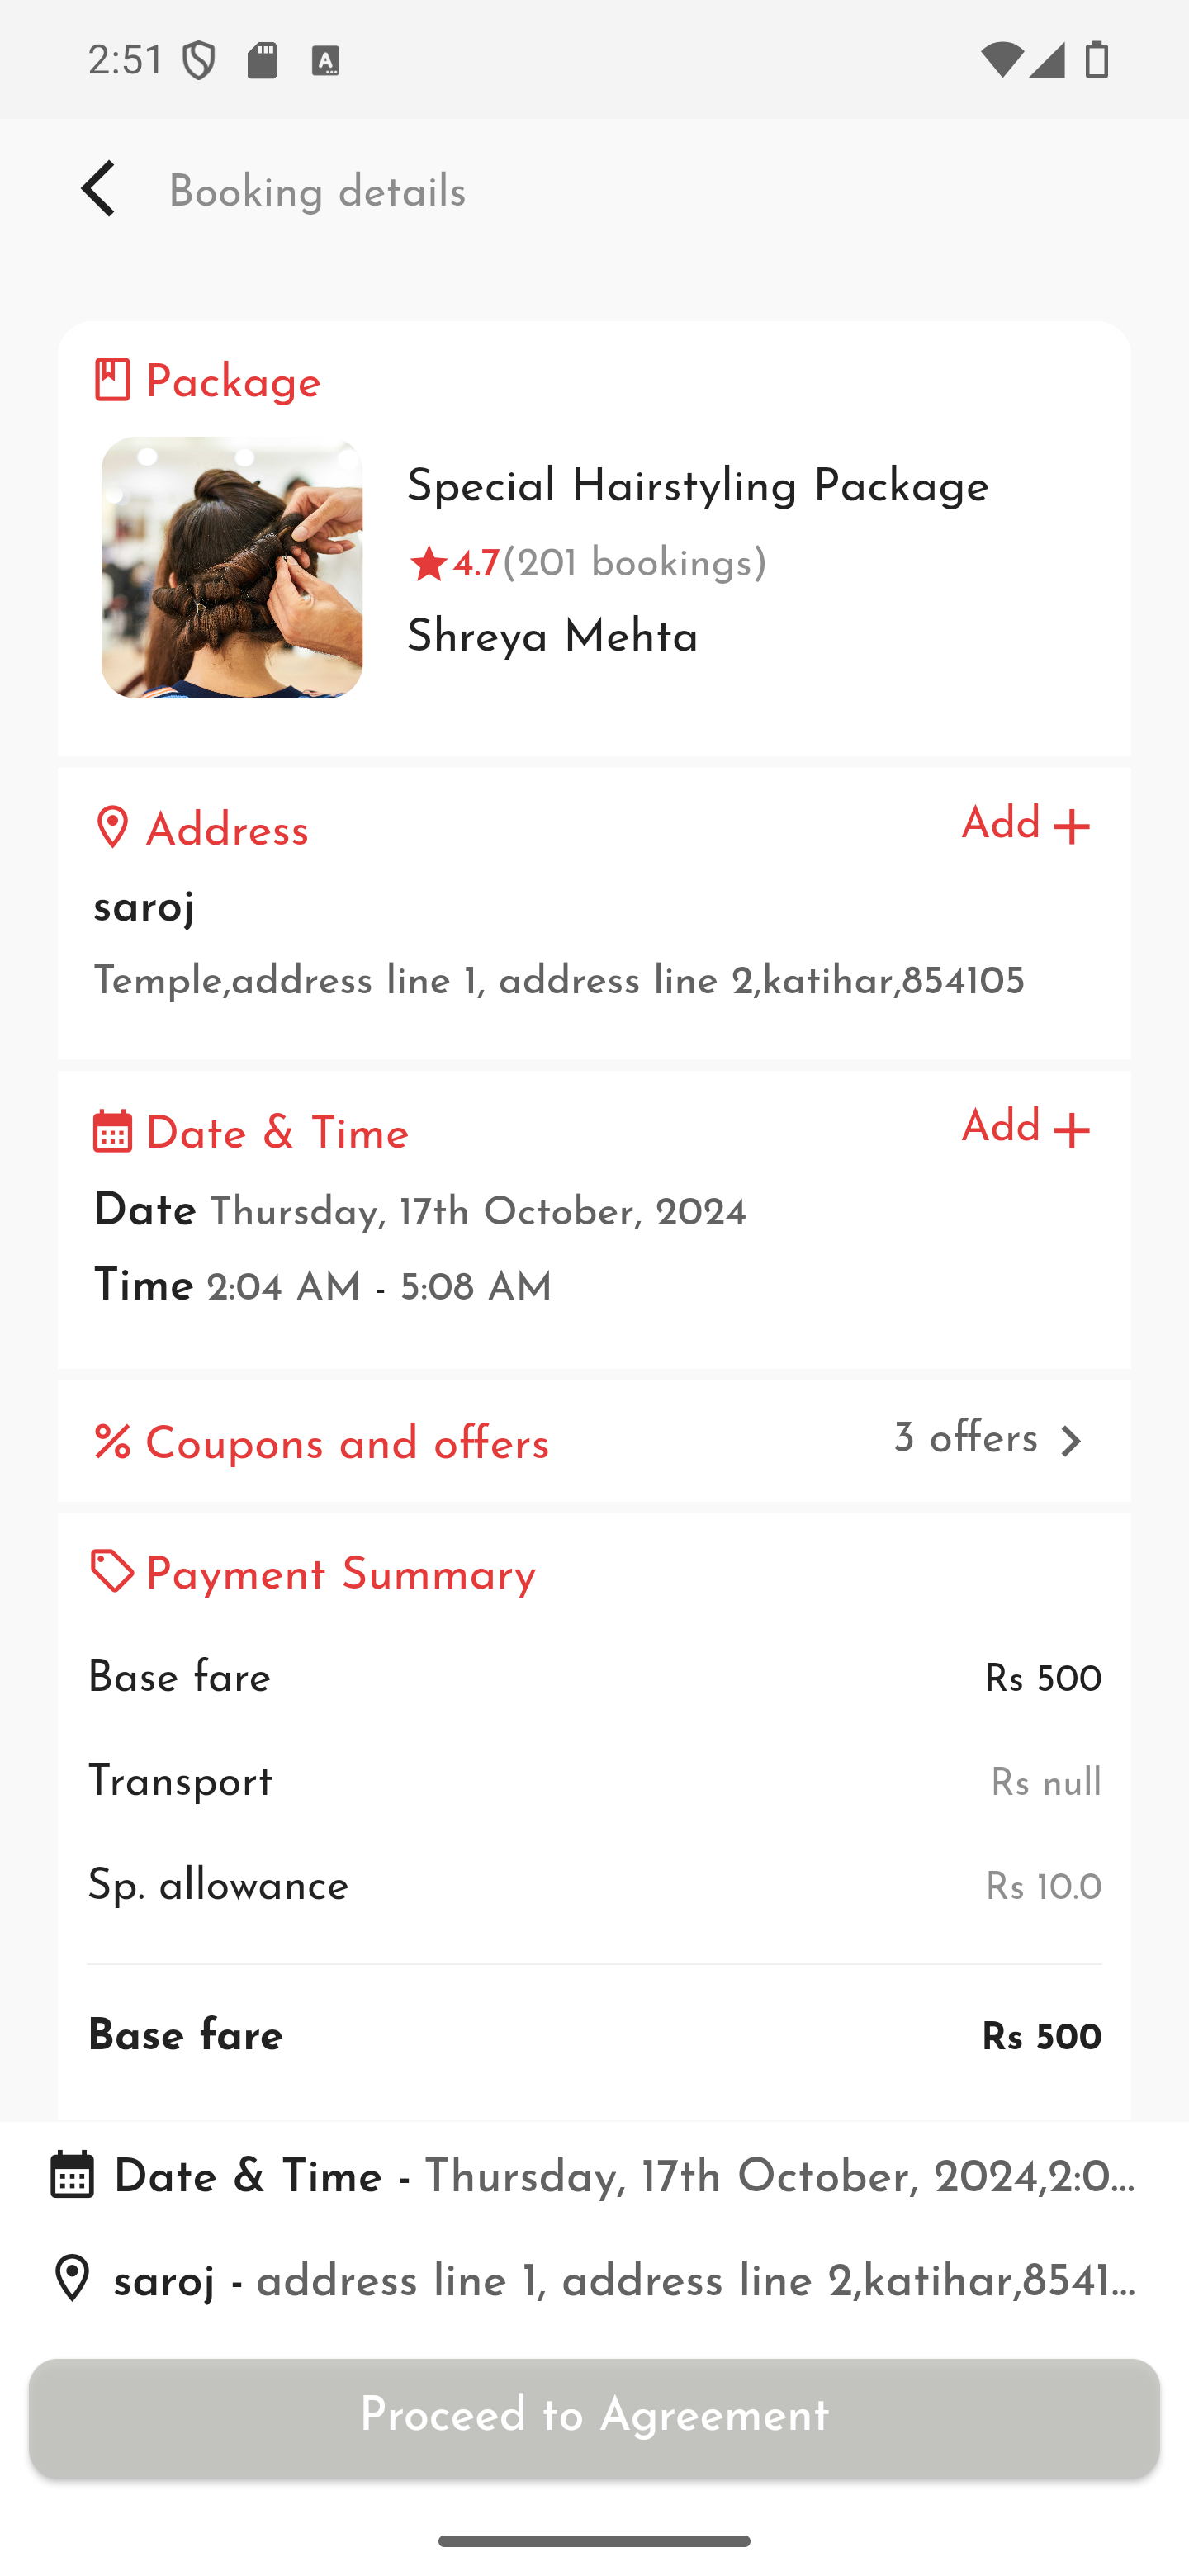 2:51
Booking details
Package
Special Hairstyling Package
4.7(201 bookings)
Shreya Mehta
Address
Add +
saroj
Temple,address line 1, address line 2,katihar,854105
Date & Time
Add +
Date Thursday, 17th October, 2024
Time 2:04 AM - 5:08 AM
% Coupons and offers
3 offers >
Payment Summary
Base fare Rs 500
Transport Rs null
Sp. allowance Rs 10.0
Base fare Rs 500
Date & Time - Thursday, 17th October, 2024,2:0...
saroj - address line 1, address line 2,katihar,8541...
Proceed to Agreement